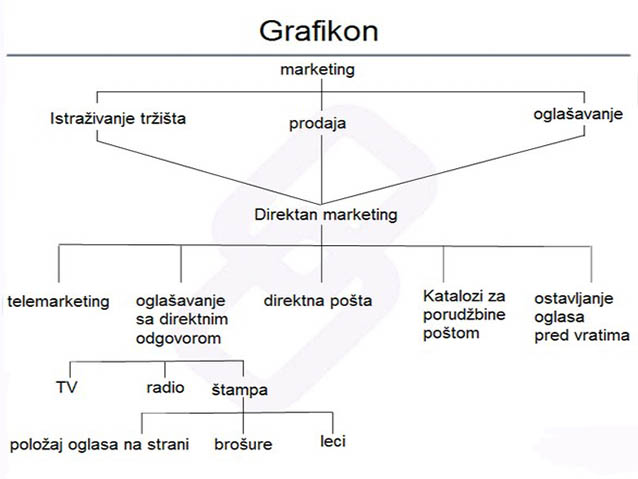 Grafikon
marketing
Istraživanje tržišta
prodaja
oglašavanje
Direktan marketing
telemarketing
oglašavanje
sa direktnim
odgovorom
direktna pošta
Katalozi za
porudžbine
poštom
ostavljanje
oglasa
pred vratima
TV
radio
štampa
položaj oglasa na strani
brošure
leci